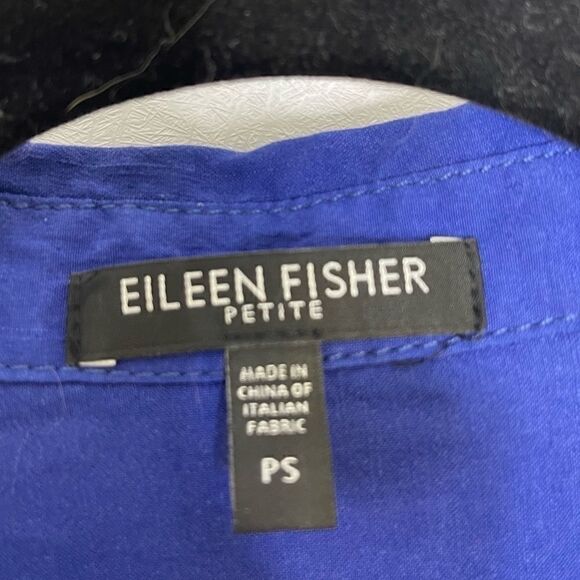 EILEEN FISHER
PETITE
MADE IN
CHINA OF
ITALIAN
FABRIC
PS